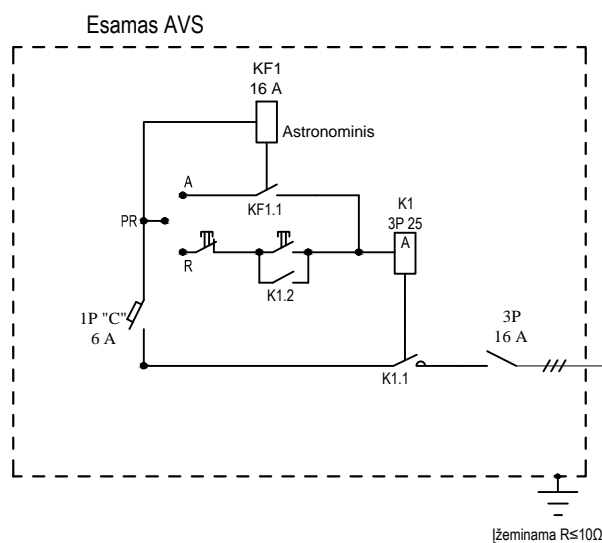 Esamas AVS
KF1
16 A
Astronominis
A
KF1.1
PR
K1
3P 25
A
R
K1.2
1P "C"
6 A
3P
16 A
K1.1
Įžeminama R≤10Ω